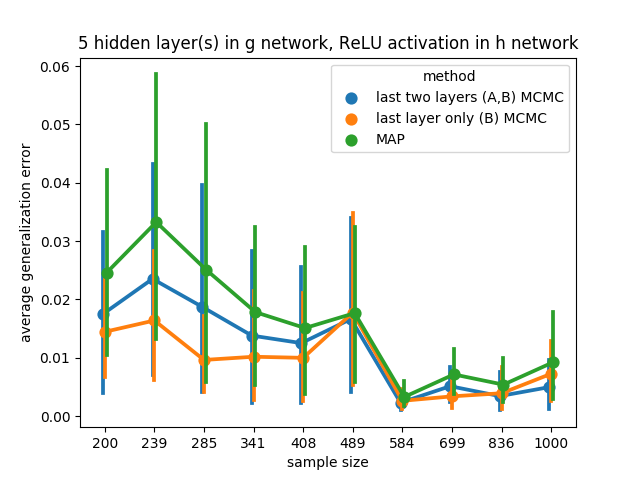 5 hidden layer(s) in g network, ReLU activation in h network
method
last two layers (A,B) MCMC
last layer only (B) MCMC
MAP
average generalization error
0.06
0.05
0.04
0.03
0.02
0.01
0.00
200 239 285 341 408 489 584 699 836 1000
sample size